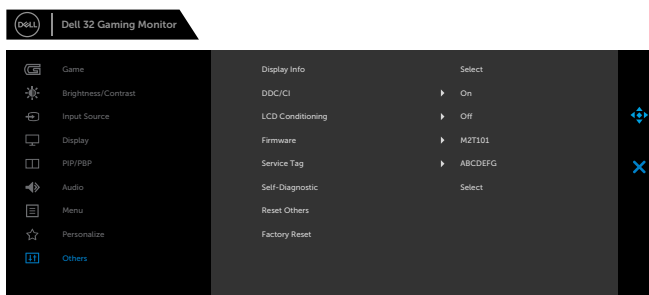 DELL
Dell 32 Gaming Monitor
Game
Display Info
Select
Brightness/Contrast
DDC/CI
On
Input Source
LCD Conditioning
Off
Display
Firmware
M2T101
PIP/PBP
Service Tag
ABCDEFG
Audio
Self-Diagnostic
Select
Menu
Reset Others
Personalize
Factory Reset
Others